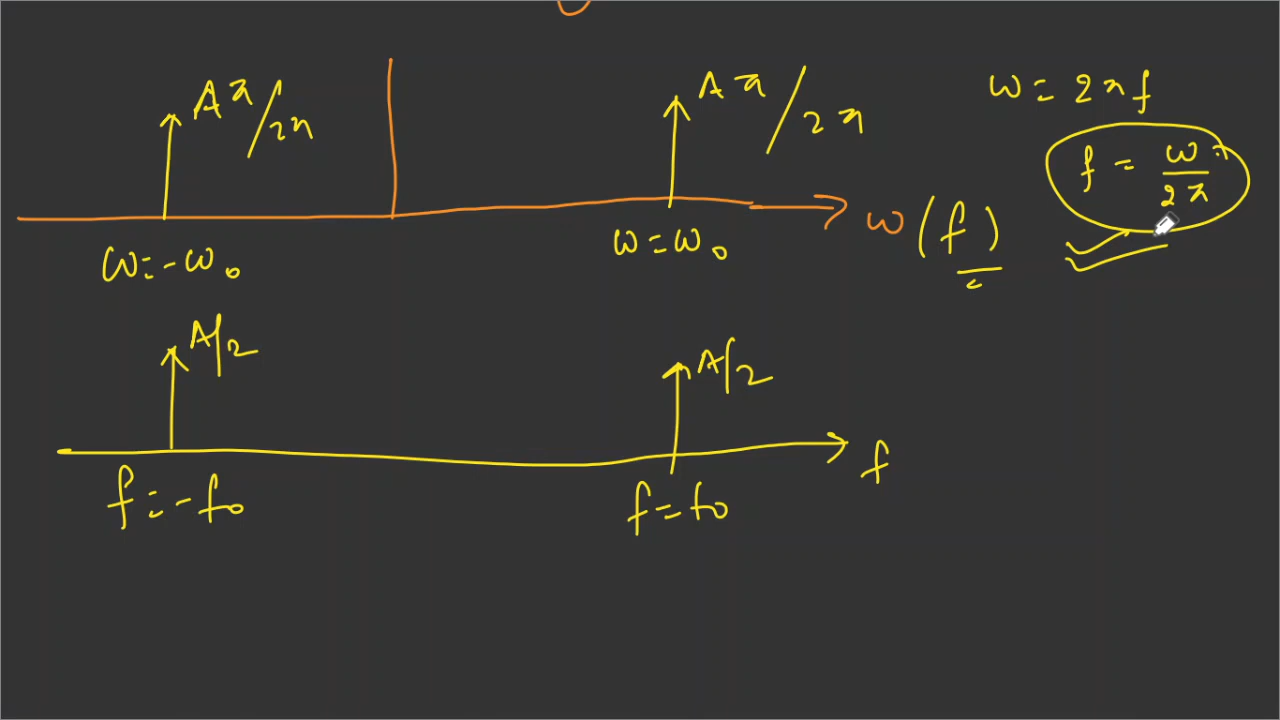 Aπ/2π
Aπ/2π
ω = 2πf
f = ω/2π
ω (f)
ω = -ω₀
ω = ω₀
A/2
A/2
f
f = -f₀
f = f₀